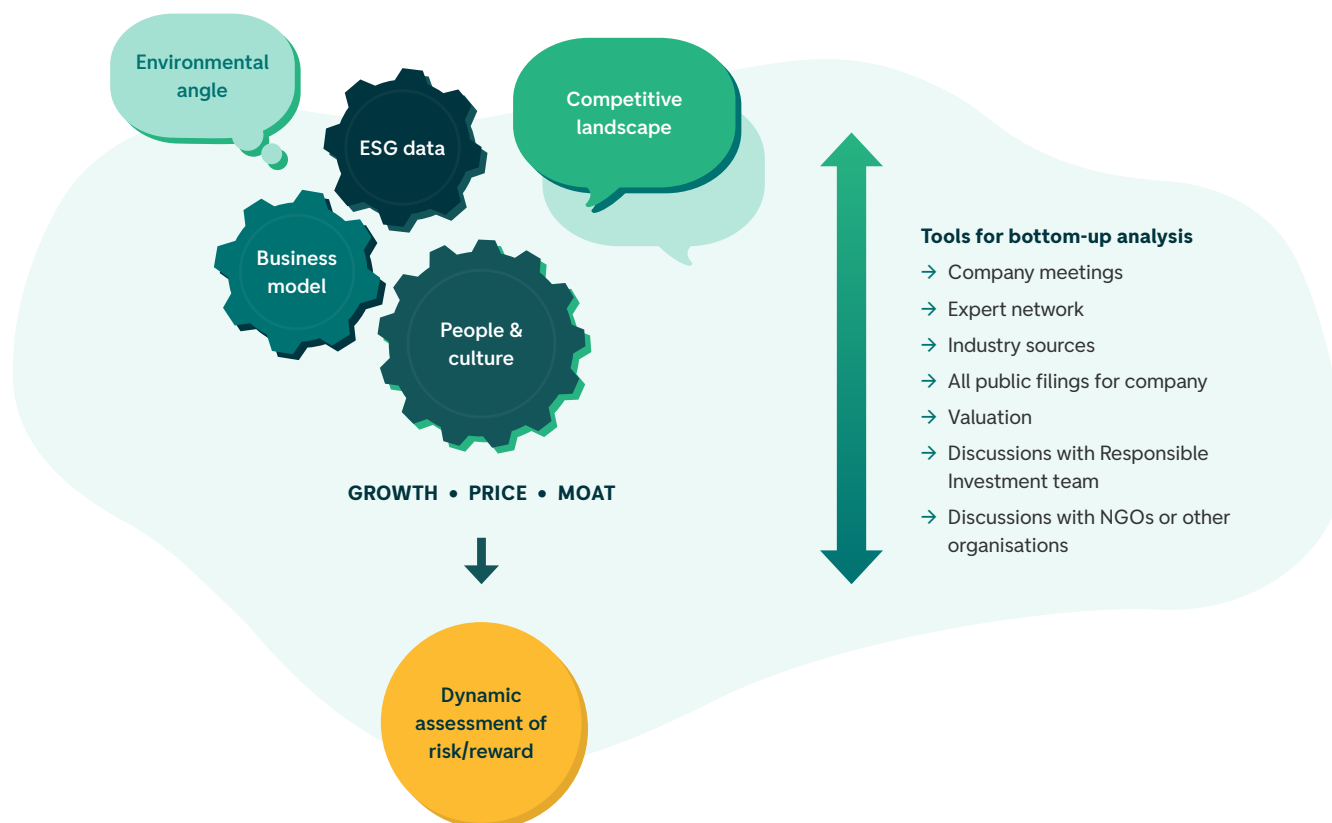 Environmental
angle
ESG data
Competitive
landscape
Business
model
People &
culture
GROWTH • PRICE • MOAT
Dynamic
assessment of
risk/reward
Tools for bottom-up analysis
→ Company meetings
→ Expert network
→ Industry sources
→ All public filings for company
→ Valuation
→ Discussions with Responsible
Investment team
→ Discussions with NGOs or other
organisations